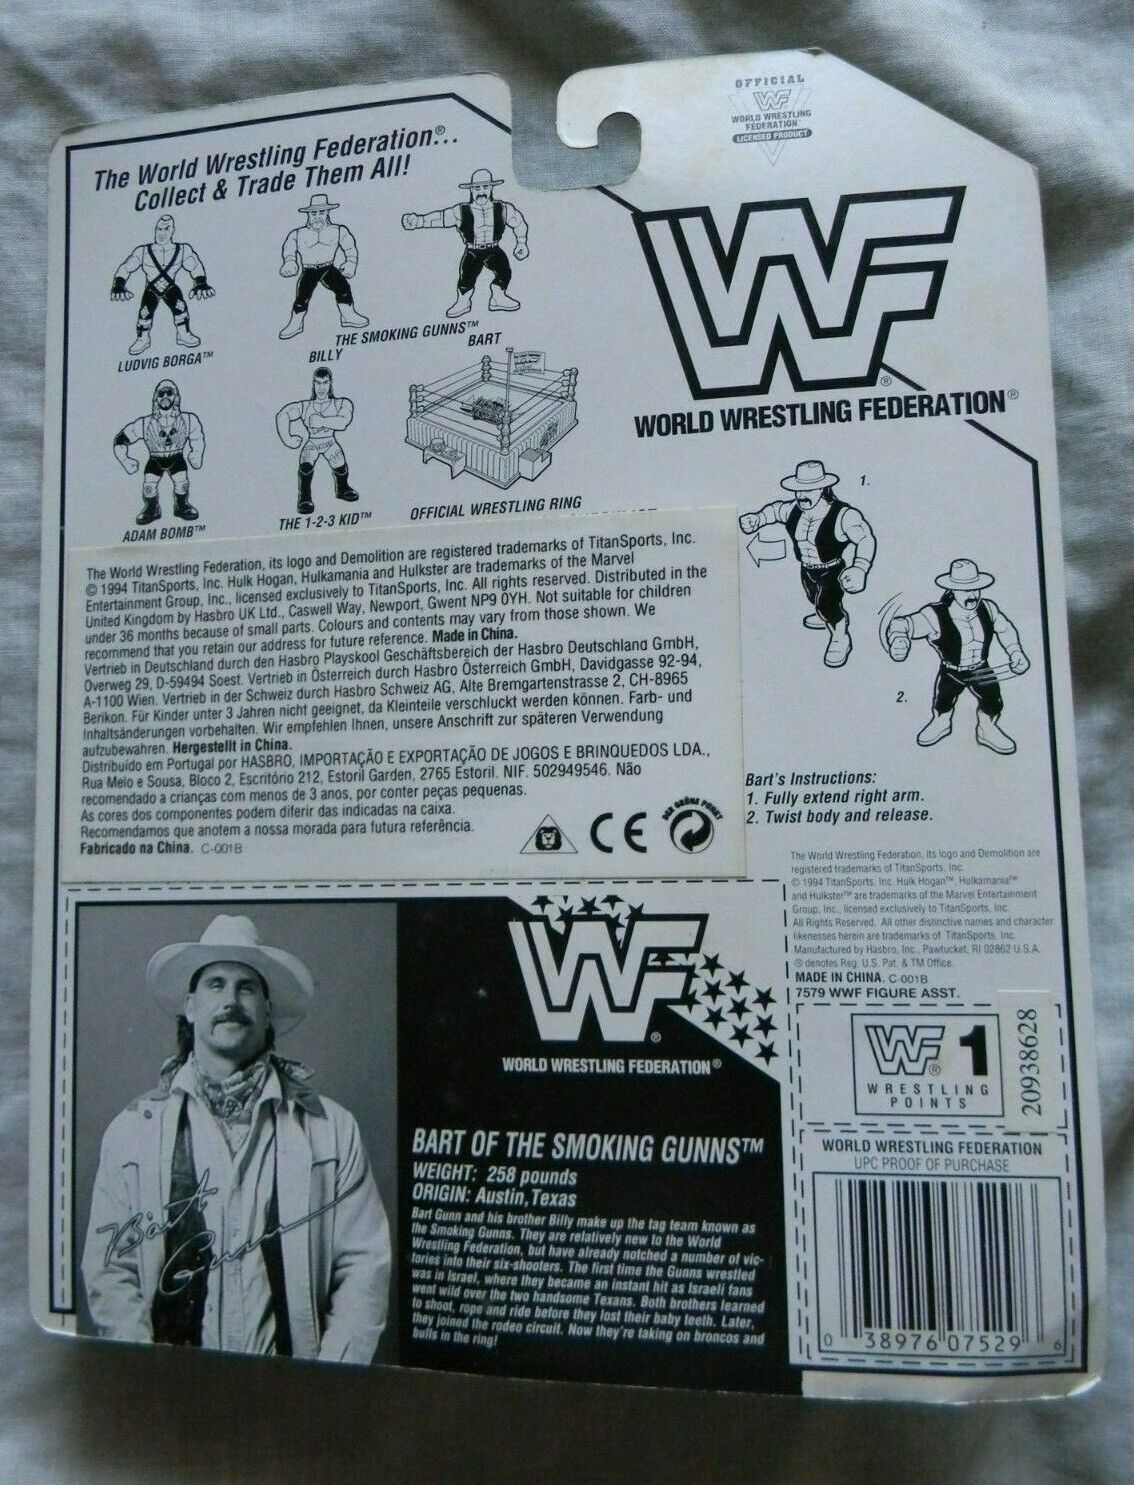 OFFICIAL
WF
WORLD WRESTLING
FEDERATION
LICENSED PRODUCT
The World Wrestling Federation®...
Collect & Trade Them All!
LUDVIG BORGA™
THE SMOKING GUNNS™
BILLY
BART
ADAM BOMB™
THE 1-2-3 KID™
OFFICIAL WRESTLING RING
WF®
WORLD WRESTLING FEDERATION®
1.
2.
Bart's Instructions:
1. Fully extend right arm.
2. Twist body and release.
The World Wrestling Federation, its logo and Demolition are registered trademarks of TitanSports, Inc.
© 1994 TitanSports, Inc. Hulk Hogan, Hulkamania and Hulkster are trademarks of the Marvel
Entertainment Group, Inc., licensed exclusively to TitanSports, Inc. All rights reserved. Distributed in the
United Kingdom by Hasbro UK Ltd., Caswell Way, Newport, Gwent NP9 0YH. Not suitable for children
under 36 months because of small parts. Colours and contents may vary from those shown. We
recommend that you retain our address for future reference. Made in China.
Vertrieb in Deutschland durch den Hasbro Playskool Geschäftsbereich der Hasbro Deutschland GmbH,
Overweg 29, D-59494 Soest. Vertrieb in Österreich durch Hasbro Österreich GmbH, Davidgasse 92-94,
A-1100 Wien. Vertrieb in der Schweiz durch Hasbro Schweiz AG, Alte Bremgartenstrasse 2, CH-8965
Berikon. Für Kinder unter 3 Jahren nicht geeignet, da Kleinteile verschluckt werden können. Farb- und
Inhaltsänderungen vorbehalten. Wir empfehlen Ihnen, unsere Anschrift zur späteren Verwendung
aufzubewahren. Hergestellt in China.
Distribuído em Portugal por HASBRO, IMPORTAÇÃO E EXPORTAÇÃO DE JOGOS E BRINQUEDOS LDA.,
Rua Melo e Sousa, Bloco 2, Escritório 212, Estoril Garden, 2765 Estoril. NIF. 502949546. Não
recomendado a crianças com menos de 3 anos, por conter peças pequenas.
As cores dos componentes podem diferir das indicadas na caixa.
Recomendamos que anotem a nossa morada para futura referência.
Fabricado na China. C-001B
CE
DER GRÜNE PUNKT
The World Wrestling Federation, its logo and Demolition are
registered trademarks of TitanSports, Inc.
© 1994 TitanSports, Inc. Hulk Hogan™, Hulkamania™
and Hulkster™ are trademarks of the Marvel Entertainment
Group, Inc., licensed exclusively to TitanSports, Inc.
All Rights Reserved. All other distinctive names and character
likenesses herein are trademarks of TitanSports, Inc.
Manufactured by Hasbro, Inc., Pawtucket, RI 02862 U.S.A.
® denotes Reg. U.S. Pat. & TM Office.
MADE IN CHINA. C-001B
7579 WWF FIGURE ASST.
WF® 1
WRESTLING
POINTS
20938628
WORLD WRESTLING FEDERATION
UPC PROOF OF PURCHASE
0 38976 07529 6
Bart Gunn
WF®
WORLD WRESTLING FEDERATION®
BART OF THE SMOKING GUNNS™
WEIGHT: 258 pounds
ORIGIN: Austin, Texas
Bart Gunn and his brother Billy make up the tag team known as
the Smoking Gunns. They are relatively new to the World
Wrestling Federation, but have already notched a number of vic-
tories into their six-shooters. The first time the Gunns wrestled
was in Israel, where they became an instant hit as Israeli fans
went wild over the two handsome Texans. Both brothers learned
to shoot, rope and ride before they lost their baby teeth. Later,
they joined the rodeo circuit. Now they're taking on broncos and
bulls in the ring!